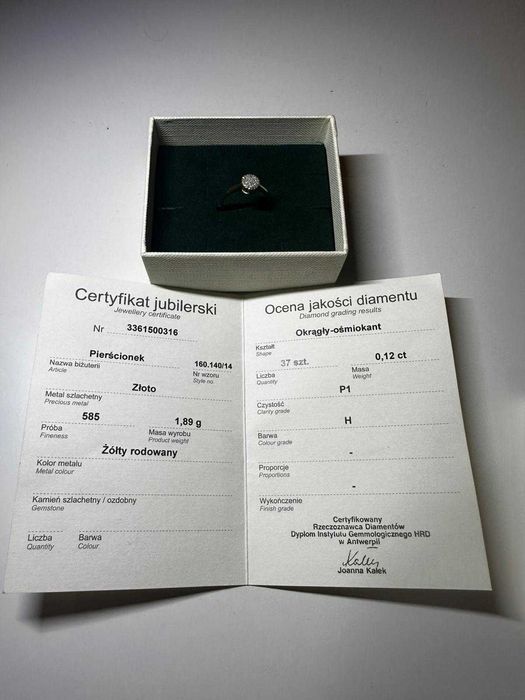 Certyfikat jubilerski
Jewellery certificate
Nr 3361500316
Pierścionek 160.140/14
Nazwa biżuterii Nr wzoru
Article Style no
Złoto
Metal szlachetny
Precious metal
585 1,89 g
Próba Masa wyrobu
Fineness Product weight
Żółty rodowany
Kolor metalu
Metal colour
Kamień szlachetny / ozdobny
Gemstone
Liczba Barwa
Quantity Colour
Ocena jakości diamentu
Diamond grading results
Okrągły-ośmiokant
Kształt
Shape
37 szt. 0,12 ct
Liczba Masa
Quantity Weight
P1
Czystość
Clarity grade
H
Barwa
Colour grade
-
Proporcje
Proportions
-
Wykończenie
Finish grade
Certyfikowany
Rzeczoznawca Diamentów
Dyplom Instytutu Gemmologicznego HRD
w Antwerpii
Joanna Kałek